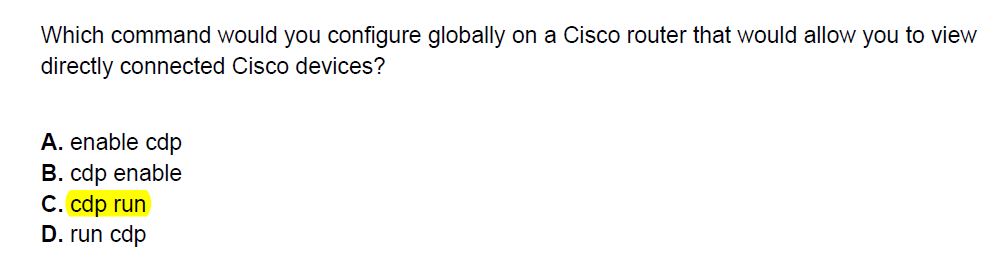 Which command would you configure globally on a Cisco router that would allow you to view
directly connected Cisco devices?
A. enable cdp
B. cdp enable
C. cdp run
D. run cdp